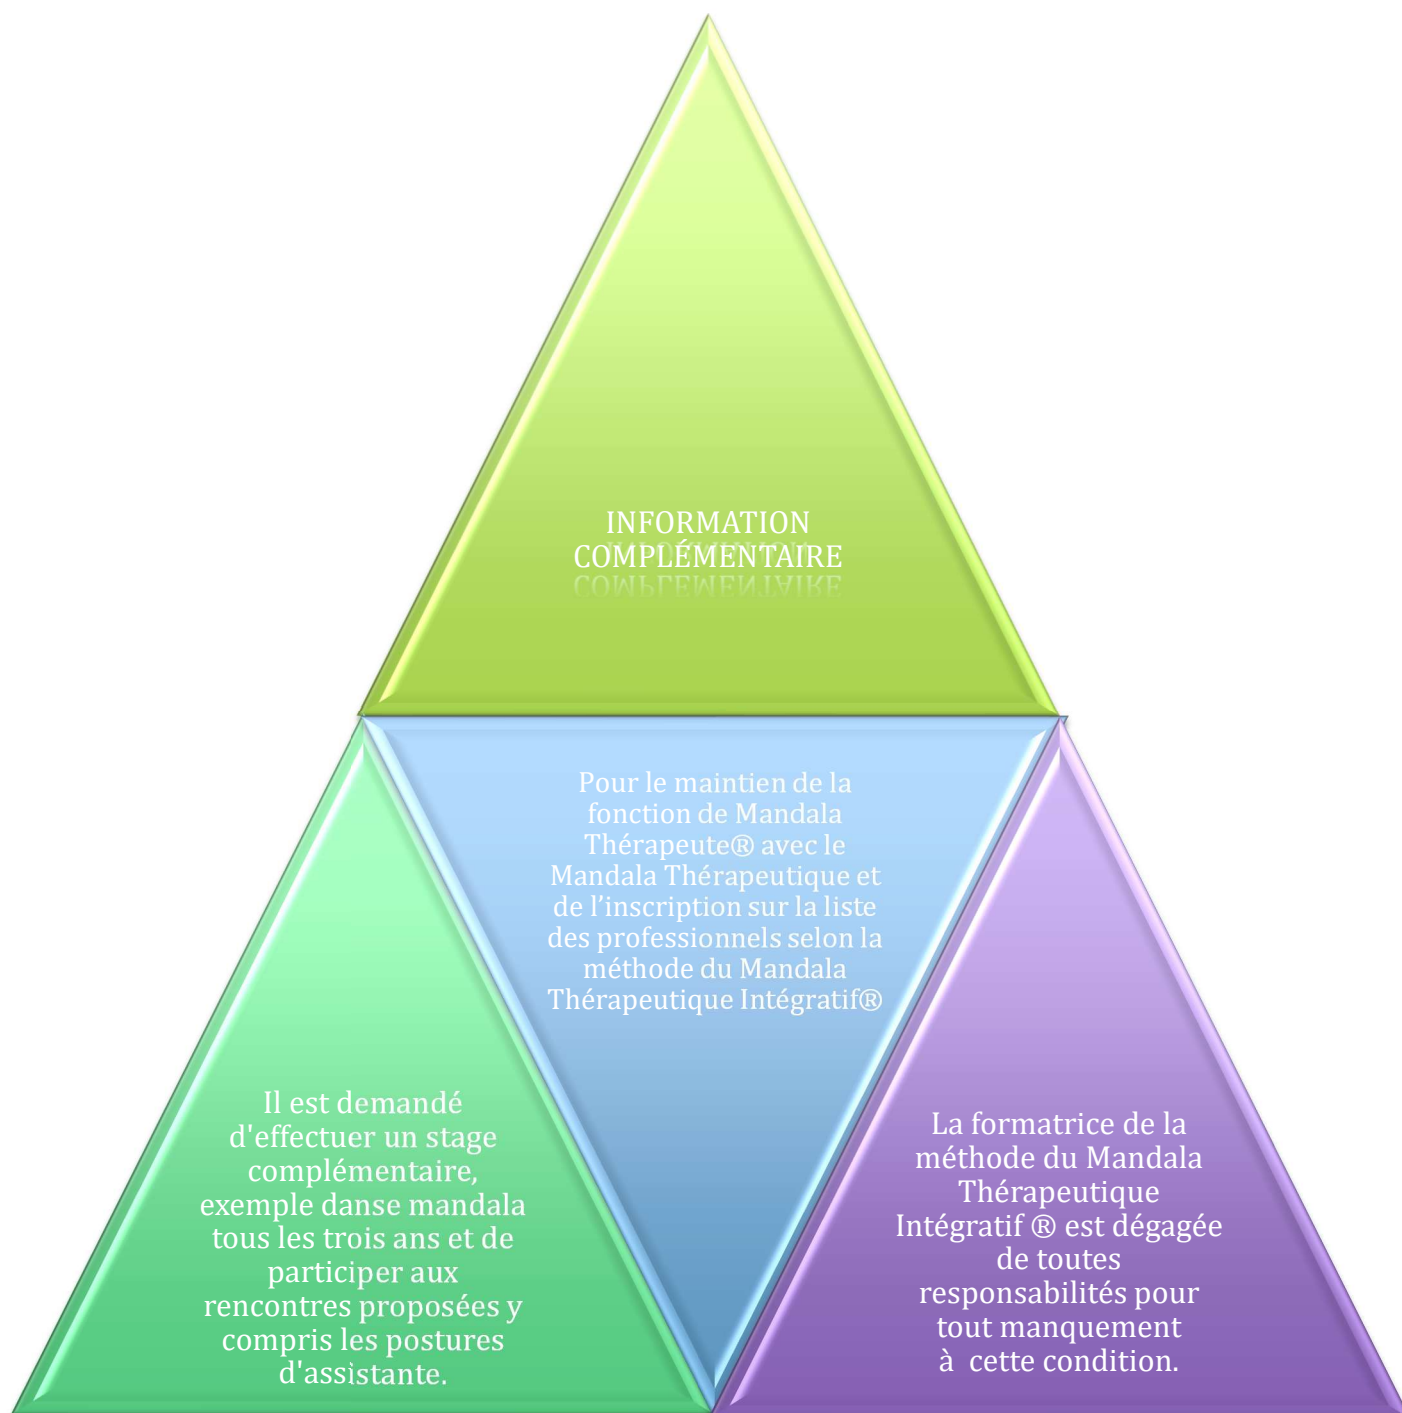 INFORMATION
COMPLÉMENTAIRE
Pour le maintien de la
fonction de Mandala
Thérapeute® avec le
Mandala Thérapeutique et
de l’inscription sur la liste
des professionnels selon la
méthode du Mandala
Thérapeutique Intégratif®
Il est demandé
d'effectuer un stage
complémentaire,
exemple danse mandala
tous les trois ans et de
participer aux
rencontres proposées y
compris les postures
d'assistante.
La formatrice de la
méthode du Mandala
Thérapeutique
Intégratif ® est dégagée
de toutes
responsabilités pour
tout manquement
à  cette condition.